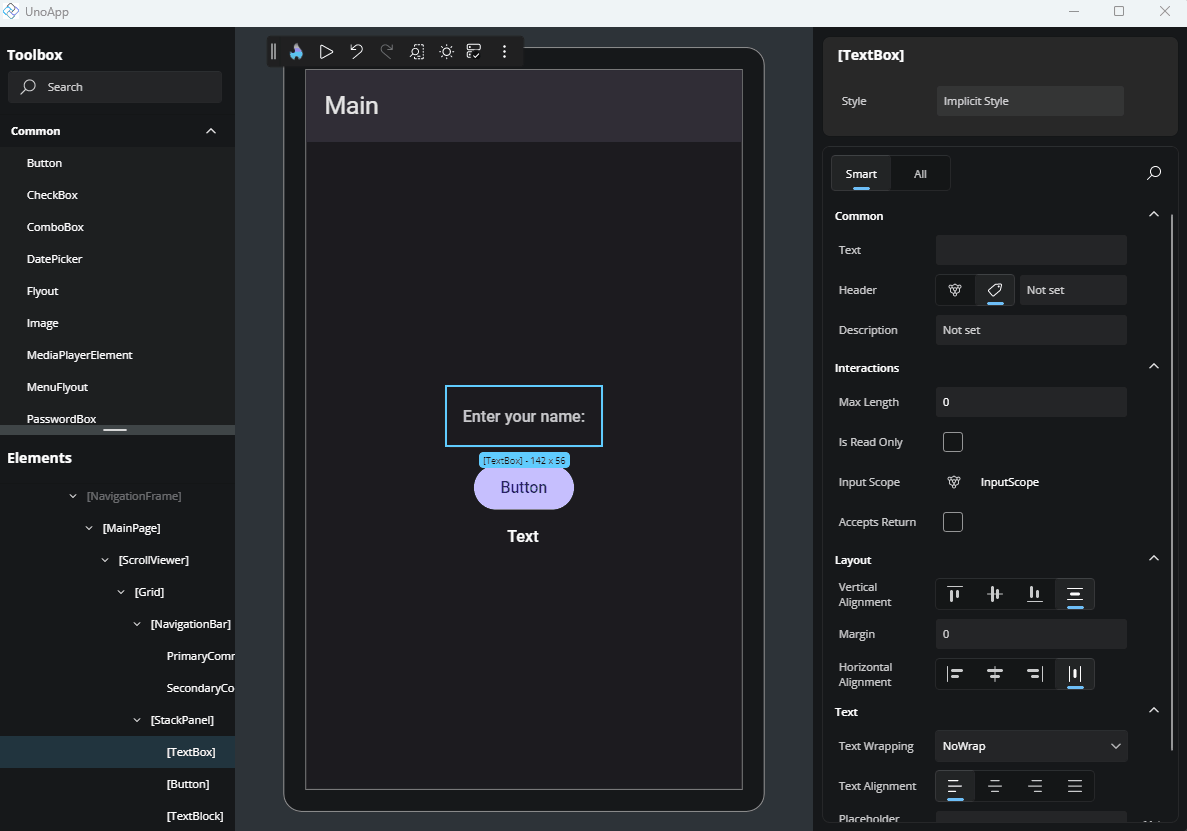 UnoApp
Toolbox
Search
Common
Button
CheckBox
ComboBox
DatePicker
Flyout
Image
MediaPlayerElement
MenuFlyout
PasswordBox
Elements
[NavigationFrame]
[MainPage]
[ScrollViewer]
[Grid]
[NavigationBar]
PrimaryComm
SecondaryCo
[StackPanel]
[TextBox]
[Button]
[TextBlock]
Main
Enter your name:
[TextBox] - 142 x 56
Button
Text
[TextBox]
Style
Implicit Style
Smart
All
Common
Text
Header
Not set
Description
Not set
Interactions
Max Length
0
Is Read Only
Input Scope
InputScope
Accepts Return
Layout
Vertical
Alignment
Margin
0
Horizontal
Alignment
Text
Text Wrapping
NoWrap
Text Alignment
Placeholder